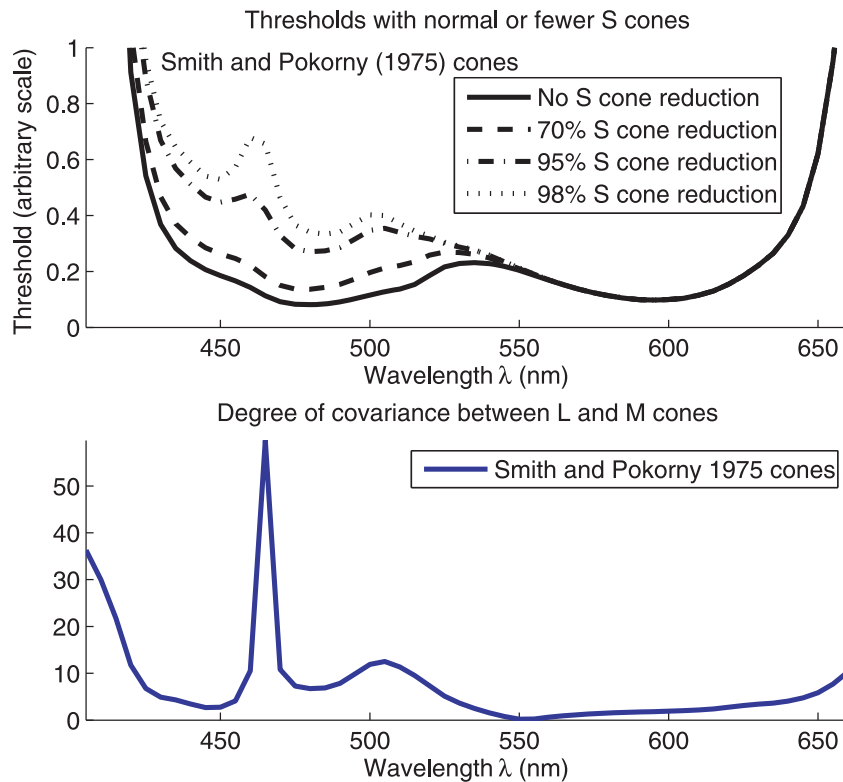 Thresholds with normal or fewer S cones
Smith and Pokorny (1975) cones
No S cone reduction
70% S cone reduction
95% S cone reduction
98% S cone reduction
Threshold (arbitrary scale)
1
0.8
0.6
0.4
0.2
0
450 500 550 600 650
Wavelength λ (nm)
Degree of covariance between L and M cones
Smith and Pokorny 1975 cones
50
40
30
20
10
0
450 500 550 600 650
Wavelength λ (nm)